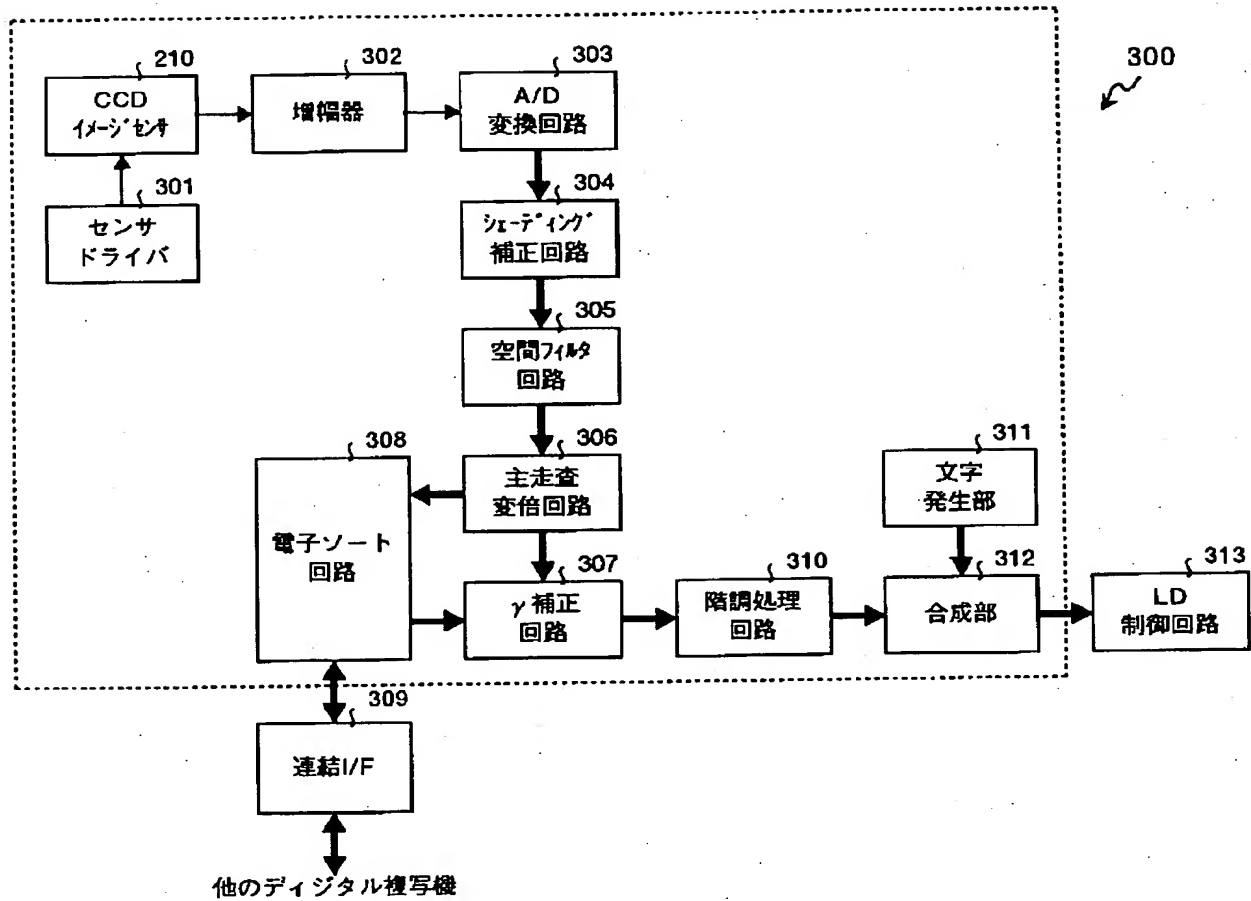 300
210
CCD
イメージセンサ
302
増幅器
303
A/D
変換回路
301
センサ
ドライバ
304
シェーディング
補正回路
305
空間フィルタ
回路
306
主走査
変倍回路
308
電子ソート
回路
307
γ補正
回路
310
階調処理
回路
311
文字
発生部
312
合成部
313
LD
制御回路
309
連結I/F
他のディジタル複写機